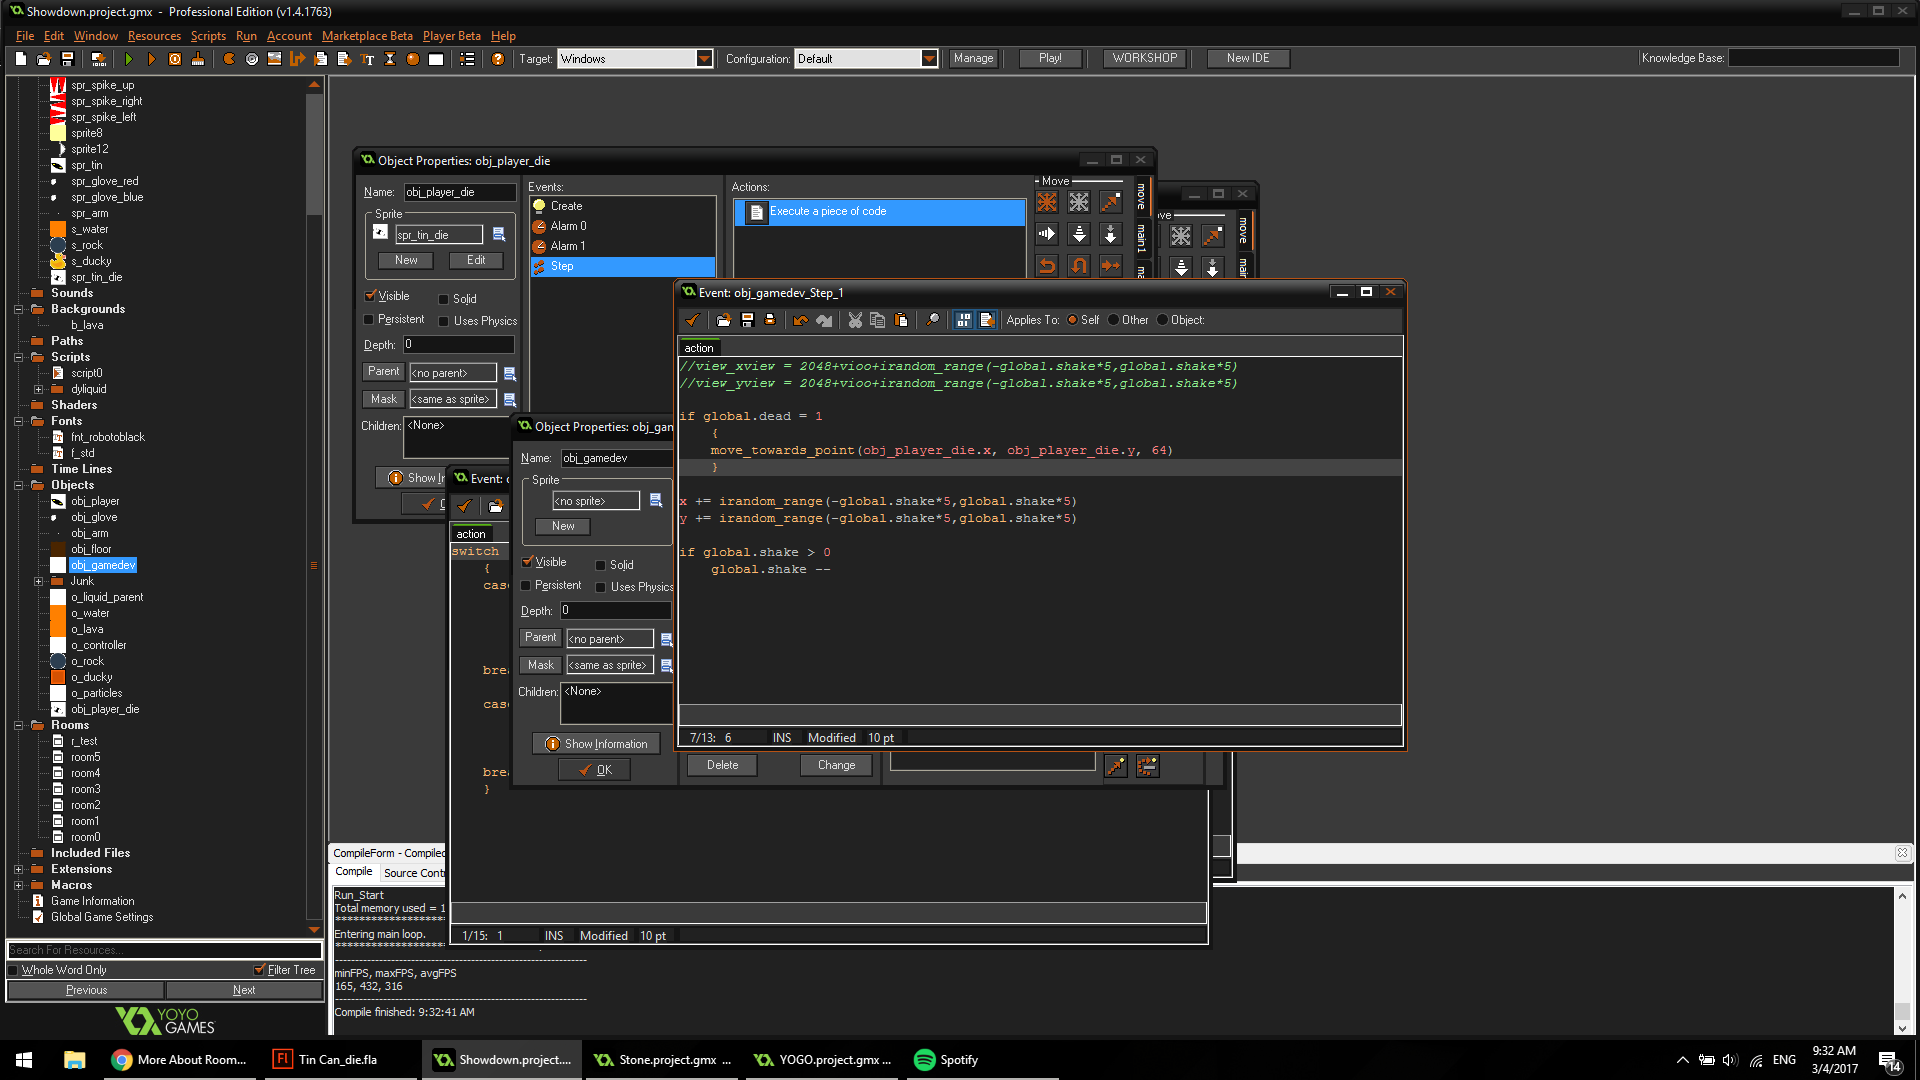 Showdown.project.gmx - Professional Edition (v1.4.1763)
File Edit Window Resources Scripts Run Account Marketplace Beta Player Beta Help
Target: Windows Configuration: Default Manage Play! WORKSHOP New IDE Knowledge Base:
spr_spike_up
spr_spike_right
spr_spike_left
sprite8
sprite12
spr_tin
spr_glove_red
spr_glove_blue
spr_arm
s_water
s_rock
s_ducky
spr_tin_die
Sounds
Backgrounds
b_lava
Paths
Scripts
script0
dyliquid
Shaders
Fonts
fnt_robotoblack
f_std
Time Lines
Objects
obj_player
obj_glove
obj_arm
obj_floor
obj_gamedev
Junk
o_liquid_parent
o_water
o_lava
o_controller
o_rock
o_ducky
o_particles
obj_player_die
Rooms
r_test
room5
room4
room3
room2
room1
room0
Included Files
Extensions
Macros
Game Information
Global Game Settings
Search For Resources...
Whole Word Only Filter Tree
Previous Next
YOYO
GAMES
Object Properties: obj_player_die
Name: obj_player_die
Sprite
spr_tin_die
New Edit
Visible Solid
Persistent Uses Physics
Depth: 0
Parent <no parent>
Mask <same as sprite>
Children: <None>
Show In
Events:
Create
Alarm 0
Alarm 1
Step
Actions:
Execute a piece of code
Move
move
main1
ma
ve
move
mai
Event: o
action
switch
{
case
brea
case
brea
}
1/15: 1 INS Modified 10 pt
Object Properties: obj_gam
Name: obj_gamedev
Sprite
<no sprite>
New
Visible Solid
Persistent Uses Physics
Depth: 0
Parent <no parent>
Mask <same as sprite>
Children: <None>
Show Information
OK
Delete Change
Event: obj_gamedev_Step_1
Applies To: Self Other Object:
action
//view_xview = 2048+vioo+irandom_range(-global.shake*5,global.shake*5)
//view_yview = 2048+vioo+irandom_range(-global.shake*5,global.shake*5)
if global.dead = 1
{
move_towards_point(obj_player_die.x, obj_player_die.y, 64)
}
x += irandom_range(-global.shake*5,global.shake*5)
y += irandom_range(-global.shake*5,global.shake*5)
if global.shake > 0
global.shake --
7/13: 6 INS Modified 10 pt
CompileForm - Compiled
Compile Source Contr
Run_Start
Total memory used = 1
*********************
Entering main loop.
*********************
minFPS, maxFPS, avgFPS
165, 432, 316
Compile finished: 9:32:41 AM
More About Room... Tin Can_die.fla Showdown.project.... Stone.project.gmx ... YOGO.project.gmx ... Spotify
ENG
9:32 AM
3/4/2017
14